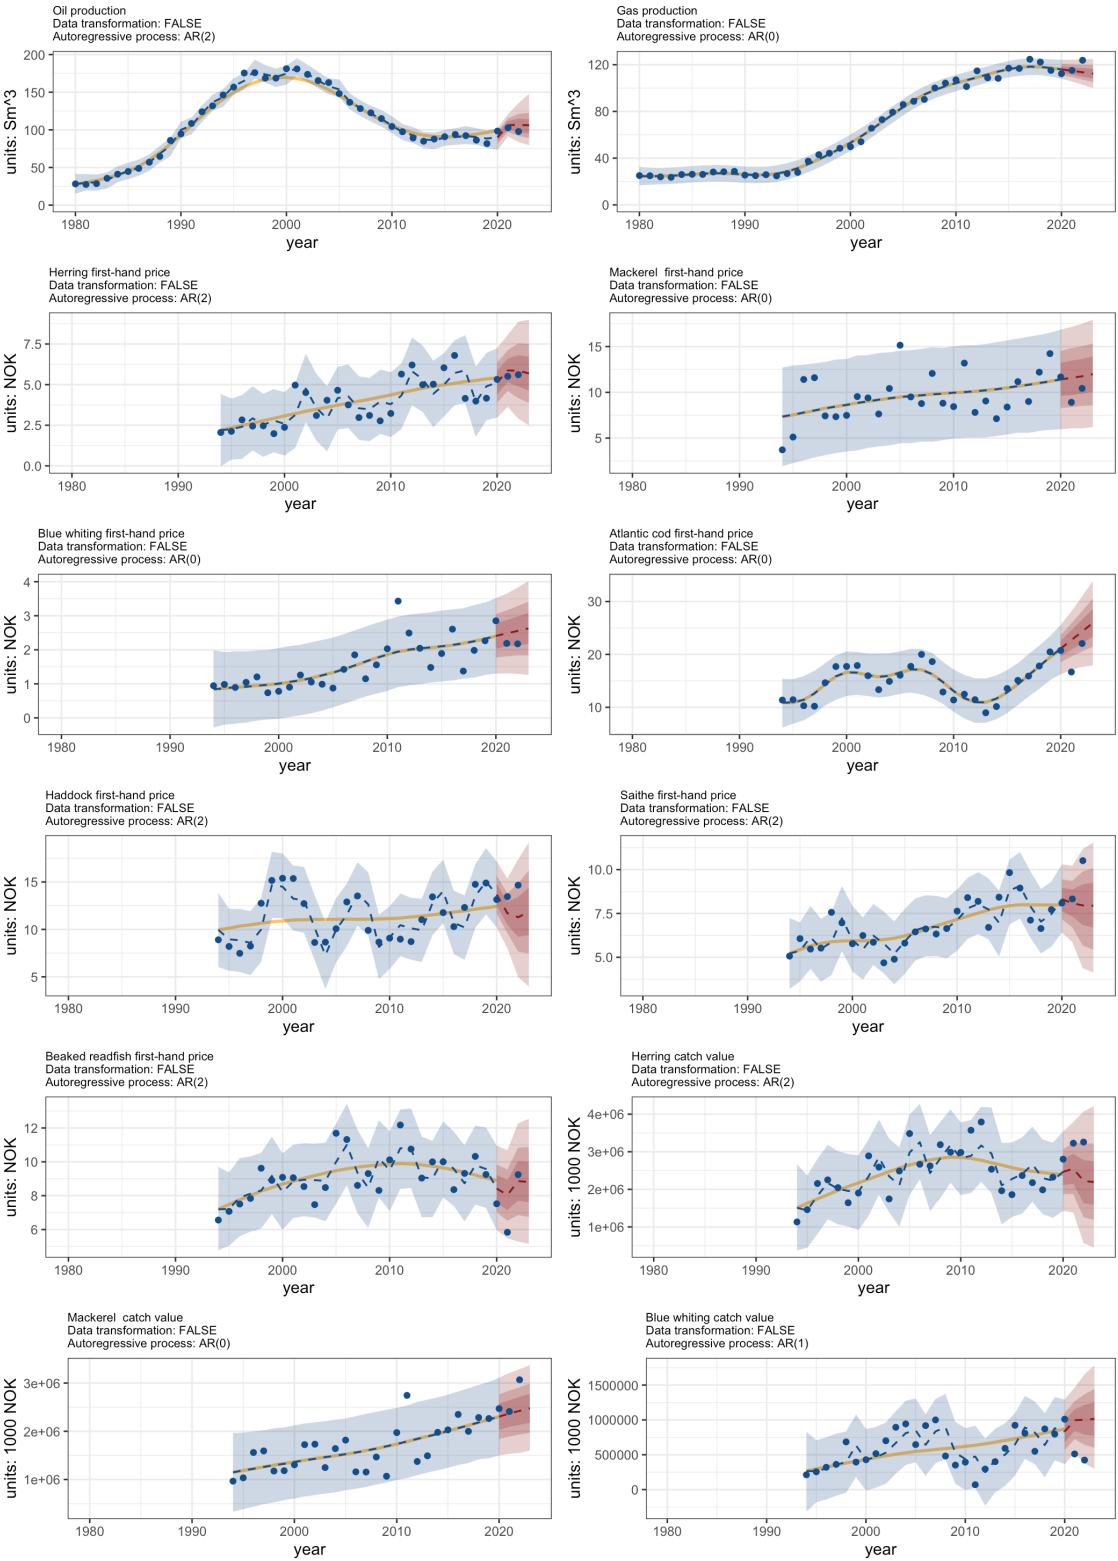 Oil production
Data transformation: FALSE
Autoregressive process: AR(2)
units: Sm^3
200
150
100
50
0
1980 1990 2000 2010 2020
year
Gas production
Data transformation: FALSE
Autoregressive process: AR(0)
units: Sm^3
120
80
40
0
1980 1990 2000 2010 2020
year
Herring first-hand price
Data transformation: FALSE
Autoregressive process: AR(2)
units: NOK
7.5
5.0
2.5
0.0
1980 1990 2000 2010 2020
year
Mackerel  first-hand price
Data transformation: FALSE
Autoregressive process: AR(0)
units: NOK
15
10
5
1980 1990 2000 2010 2020
year
Blue whiting first-hand price
Data transformation: FALSE
Autoregressive process: AR(0)
units: NOK
4
3
2
1
0
1980 1990 2000 2010 2020
year
Atlantic cod first-hand price
Data transformation: FALSE
Autoregressive process: AR(0)
units: NOK
30
20
10
1980 1990 2000 2010 2020
year
Haddock first-hand price
Data transformation: FALSE
Autoregressive process: AR(2)
units: NOK
15
10
5
1980 1990 2000 2010 2020
year
Saithe first-hand price
Data transformation: FALSE
Autoregressive process: AR(2)
units: NOK
10.0
7.5
5.0
1980 1990 2000 2010 2020
year
Beaked readfish first-hand price
Data transformation: FALSE
Autoregressive process: AR(2)
units: NOK
12
10
8
6
1980 1990 2000 2010 2020
year
Herring catch value
Data transformation: FALSE
Autoregressive process: AR(2)
units: 1000 NOK
4e+06
3e+06
2e+06
1e+06
1980 1990 2000 2010 2020
year
Mackerel  catch value
Data transformation: FALSE
Autoregressive process: AR(0)
units: 1000 NOK
3e+06
2e+06
1e+06
1980 1990 2000 2010 2020
year
Blue whiting catch value
Data transformation: FALSE
Autoregressive process: AR(1)
units: 1000 NOK
1500000
1000000
500000
0
1980 1990 2000 2010 2020
year